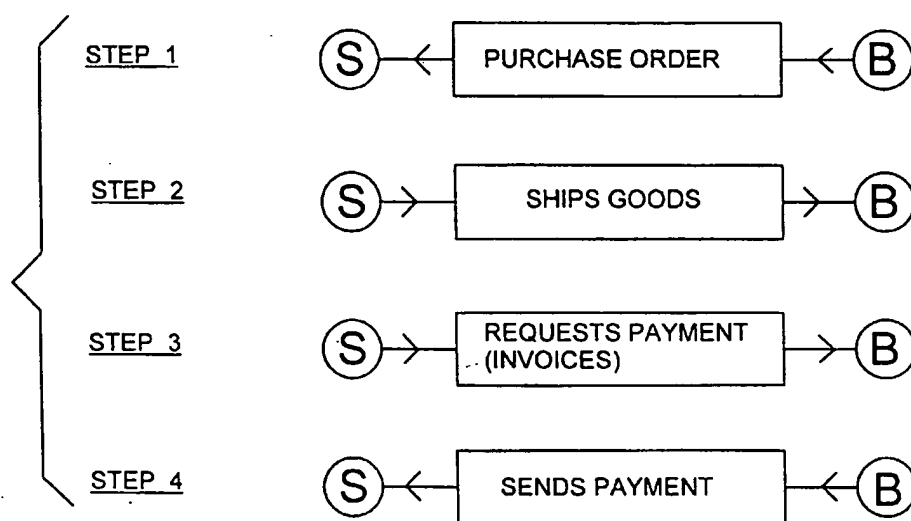 STEP 1 S PURCHASE ORDER B
STEP 2 S SHIPS GOODS B
STEP 3 S REQUESTS PAYMENT
(INVOICES) B
STEP 4 S SENDS PAYMENT B